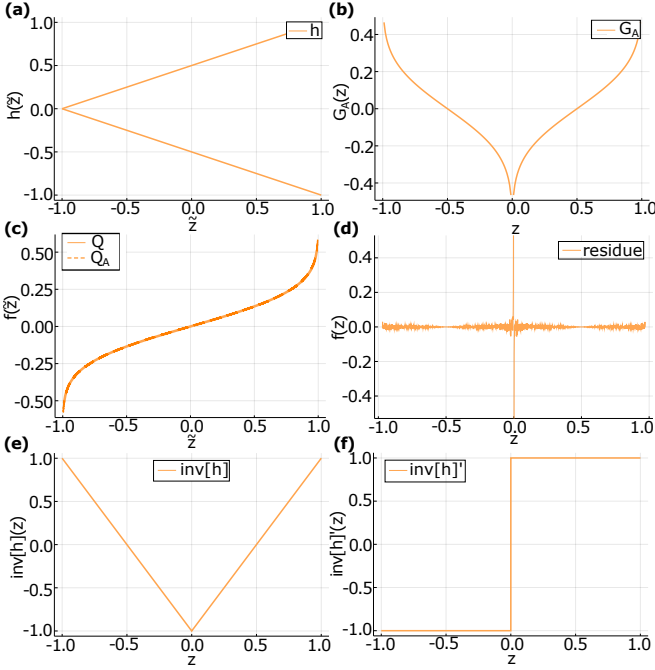 (a)
h
1.0
0.5
0.0
-0.5
-1.0
h(z̃)
-1.0 -0.5 0.0 0.5 1.0
z̃
(b)
G_A
0.4
0.2
0.0
-0.2
-0.4
G_A(z)
-1.0 -0.5 0.0 0.5 1.0
z
(c)
Q
Q_A
0.50
0.25
0.00
-0.25
-0.50
f(z̃)
-1.0 -0.5 0.0 0.5 1.0
z̃
(d)
residue
0.4
0.2
0.0
-0.2
-0.4
f(z)
-1.0 -0.5 0.0 0.5 1.0
z
(e)
inv[h]
1.0
0.5
0.0
-0.5
-1.0
inv[h](z)
-1.0 -0.5 0.0 0.5 1.0
z
(f)
inv[h]'
1.0
0.5
0.0
-0.5
-1.0
inv[h]'(z)
-1.0 -0.5 0.0 0.5 1.0
z